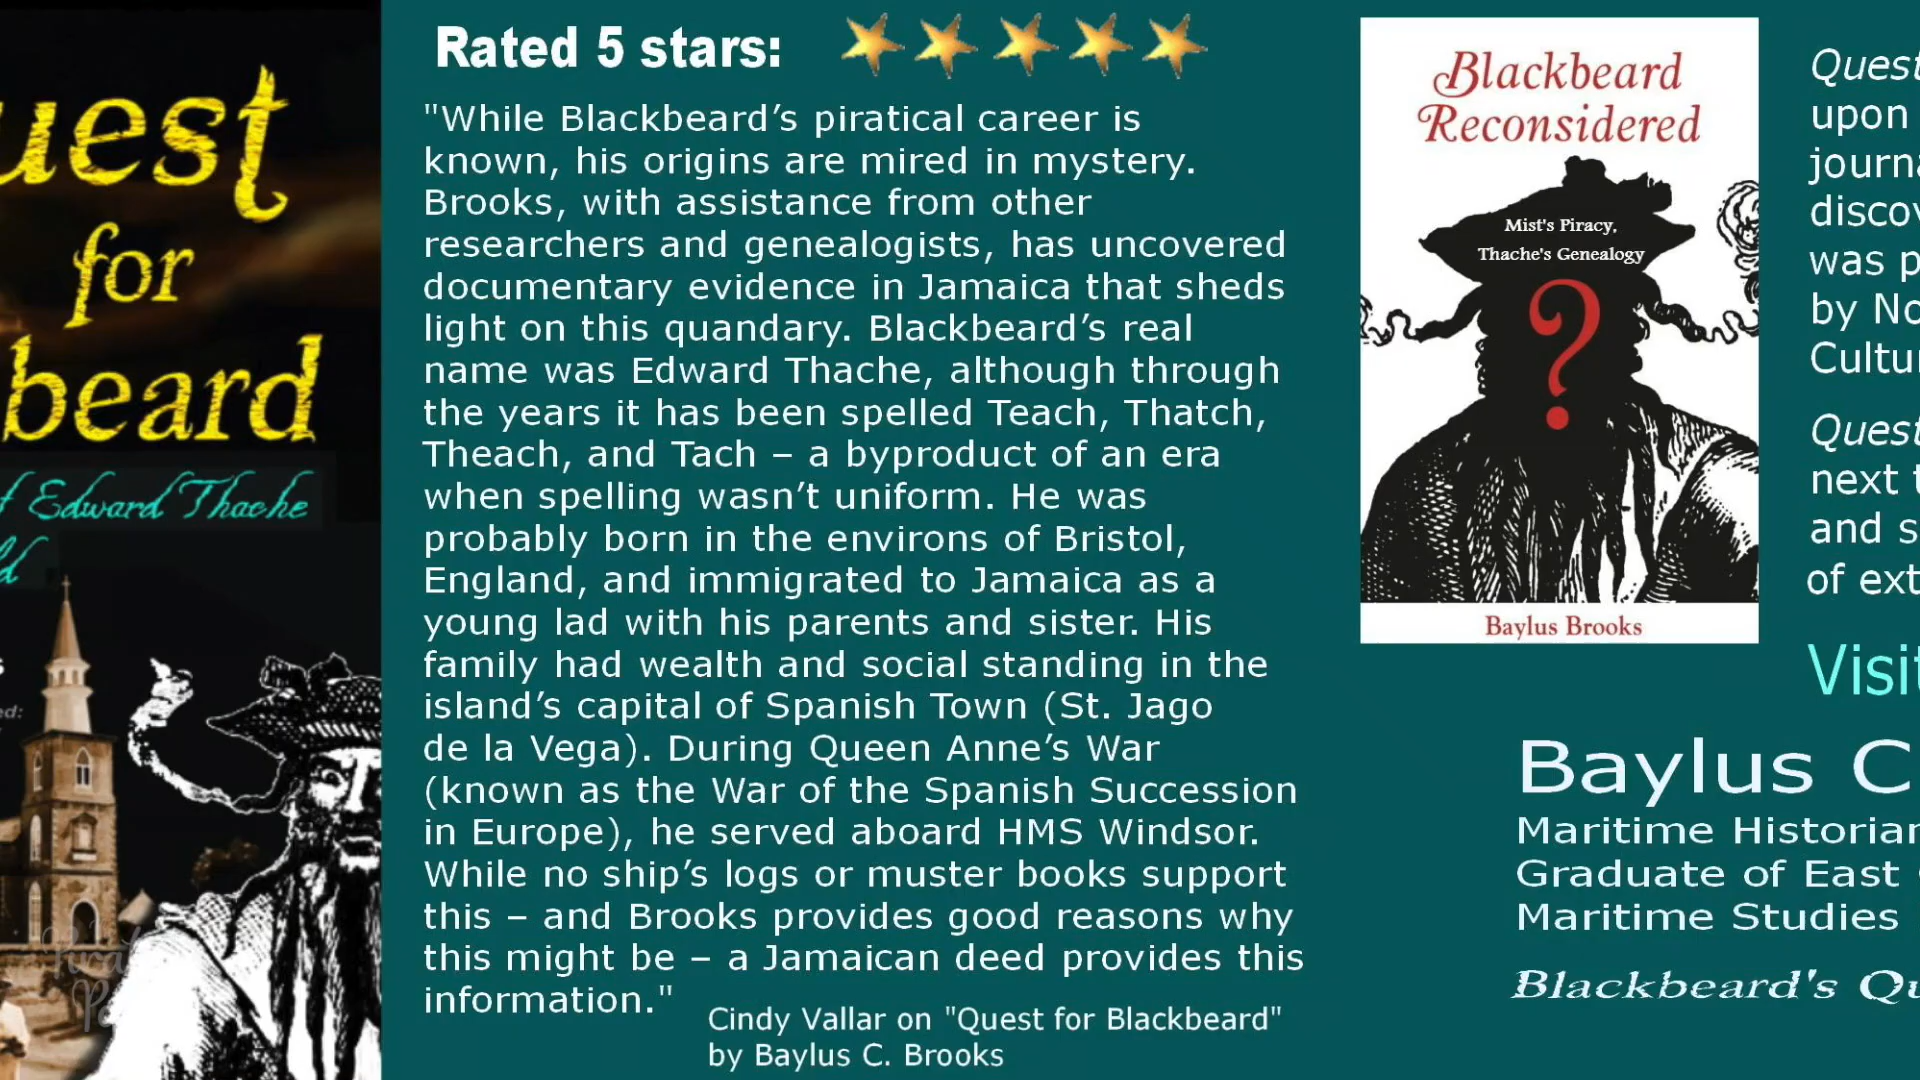 uest
for
beard
Edward Thache
Rated 5 stars:
"While Blackbeard’s piratical career is
known, his origins are mired in mystery.
Brooks, with assistance from other
researchers and genealogists, has uncovered
documentary evidence in Jamaica that sheds
light on this quandary. Blackbeard’s real
name was Edward Thache, although through
the years it has been spelled Teach, Thatch,
Theach, and Tach – a byproduct of an era
when spelling wasn’t uniform. He was
probably born in the environs of Bristol,
England, and immigrated to Jamaica as a
young lad with his parents and sister. His
family had wealth and social standing in the
island’s capital of Spanish Town (St. Jago
de la Vega). During Queen Anne’s War
(known as the War of the Spanish Succession
in Europe), he served aboard HMS Windsor.
While no ship’s logs or muster books support
this – and Brooks provides good reasons why
this might be – a Jamaican deed provides this
information."
Cindy Vallar on "Quest for Blackbeard"
by Baylus C. Brooks
Blackbeard
Reconsidered
Mist's Piracy,
Thache's Genealogy
?
Baylus Brooks
Quest
upon
journa
discov
was p
by No
Cultu
Quest
next t
and s
of ext
Visit
Baylus C
Maritime Historian
Graduate of East
Maritime Studies
Blackbeard's Qu